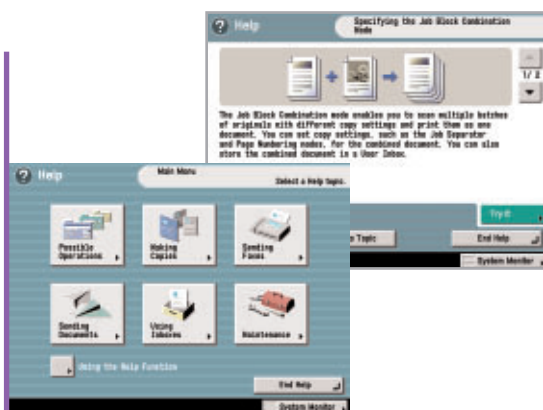 Help
Specifying the Job Block Combination
Mode
1/ 2
The Job Block Combination mode enables you to scan multiple batches
of originals with different copy settings and print them as one
document. You can set copy settings, such as the Job Separator
and Page Numbering modes, for the combined document. You can also
store the combined document in a User Inbox.
Try it
Topic
End Help
System Monitor
Help
Main Menu
Select a Help topic.
Possible
Operations
Making
Copies
Sending
Faxes
Sending
Documents
Using
Inboxes
Maintenance
Using the Help Function
End Help
System Monitor